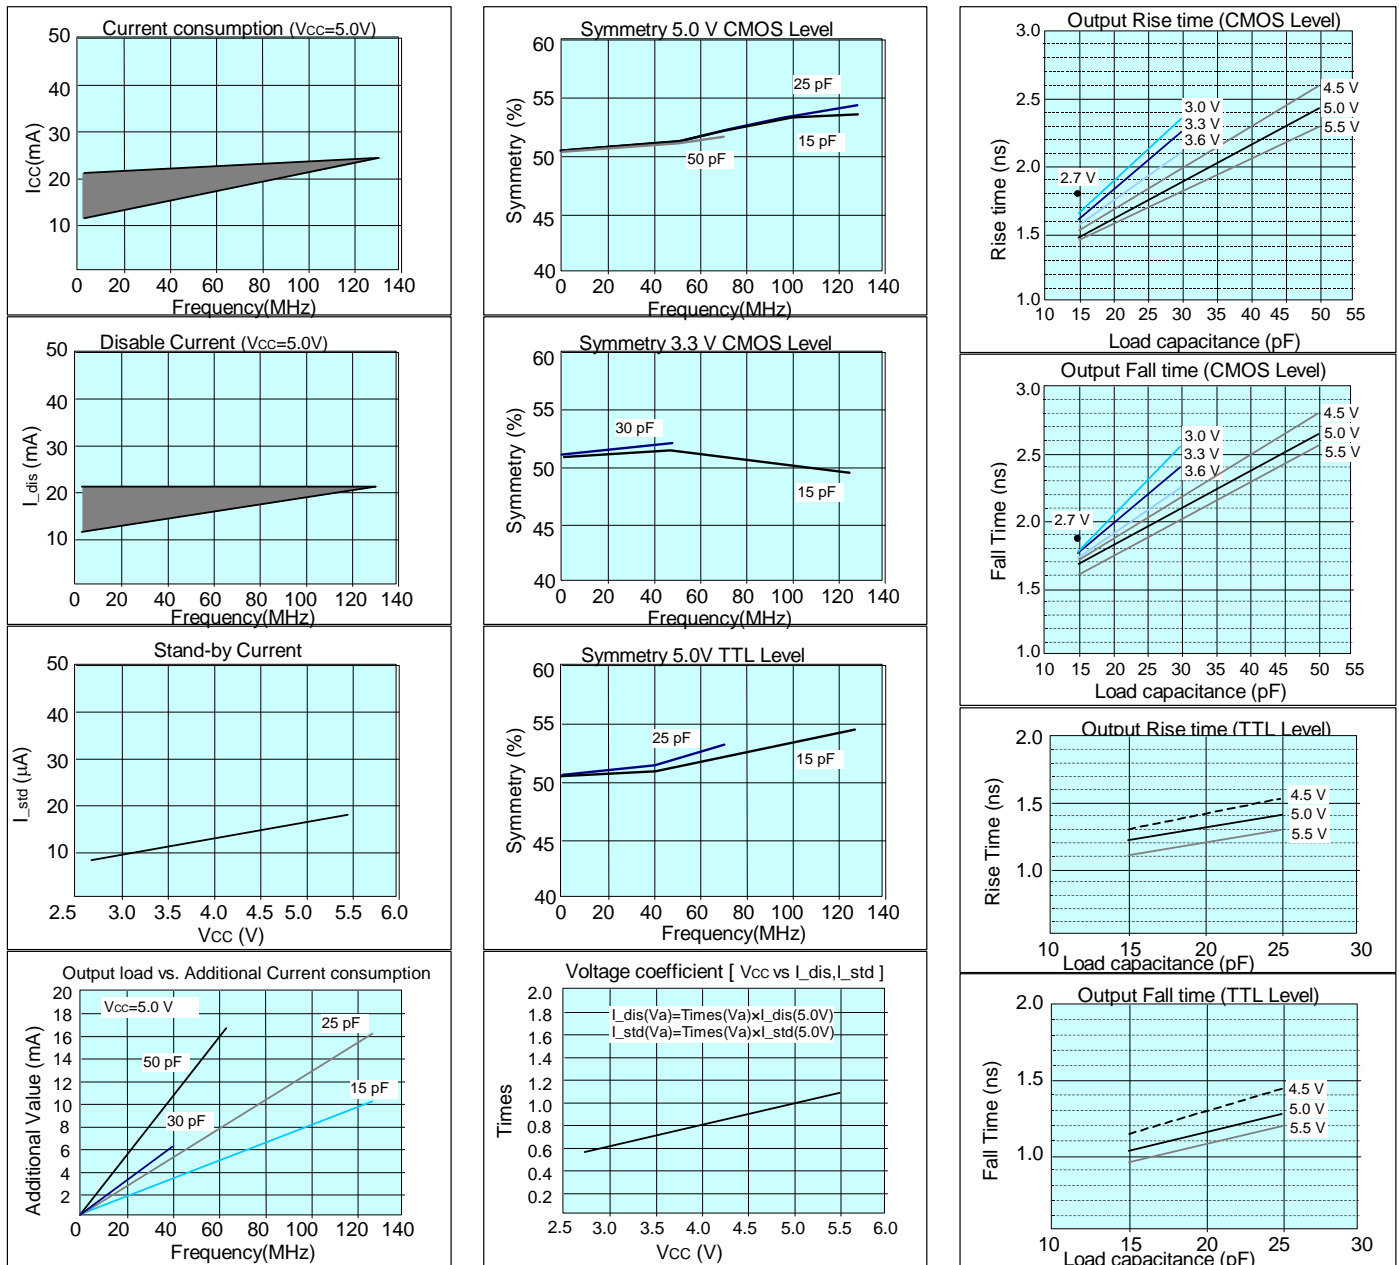 Current consumption (VCC=5.0V)
50
40
30
20
10
ICC(mA)
0 20 40 60 80 100 120 140
Frequency(MHz)
Disable Current (VCC=5.0V)
50
40
30
20
10
I_dis (mA)
0 20 40 60 80 100 120 140
Frequency(MHz)
Stand-by Current
50
40
30
20
10
I_std (µA)
2.5 3.0 3.5 4.0 4.5 5.0 5.5 6.0
VCC (V)
Output load vs. Additional Current consumption
20
18
16
14
12
10
8
6
4
2
Additional Value (mA)
VCC=5.0 V
25 pF
50 pF
15 pF
30 pF
0 20 40 60 80 100 120 140
Frequency(MHz)
Symmetry 5.0 V CMOS Level
60
55
50
45
40
Symmetry (%)
25 pF
15 pF
50 pF
0 20 40 60 80 100 120 140
Frequency(MHz)
Symmetry 3.3 V CMOS Level
60
55
50
45
40
Symmetry (%)
30 pF
15 pF
0 20 40 60 80 100 120 140
Frequency(MHz)
Symmetry 5.0V TTL Level
60
55
50
45
40
Symmetry (%)
25 pF
15 pF
0 20 40 60 80 100 120 140
Frequency(MHz)
Voltage coefficient [ VCC vs I_dis,I_std ]
2.0
1.8
1.6
1.4
1.2
1.0
0.8
0.6
0.4
0.2
Times
I_dis(Va)=Times(Va)×I_dis(5.0V)
I_std(Va)=Times(Va)×I_std(5.0V)
2.5 3.0 3.5 4.0 4.5 5.0 5.5 6.0
VCC (V)
Output Rise time (CMOS Level)
3.0
2.5
2.0
1.5
1.0
Rise time (ns)
4.5 V
5.0 V
5.5 V
3.0 V
3.3 V
3.6 V
2.7 V
10 15 20 25 30 35 40 45 50 55
Load capacitance (pF)
Output Fall time (CMOS Level)
3.0
2.5
2.0
1.5
1.0
Fall Time (ns)
4.5 V
5.0 V
5.5 V
3.0 V
3.3 V
3.6 V
2.7 V
10 15 20 25 30 35 40 45 50 55
Load capacitance (pF)
Output Rise time (TTL Level)
2.0
1.5
1.0
Rise Time (ns)
4.5 V
5.0 V
5.5 V
10 15 20 25 30
Load capacitance (pF)
Output Fall time (TTL Level)
2.0
1.5
1.0
Fall Time (ns)
4.5 V
5.0 V
5.5 V
10 15 20 25 30
Load capacitance (pF)